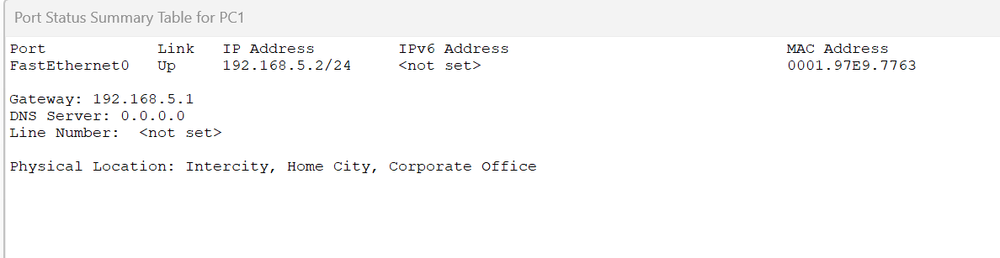 Port Status Summary Table for PC1
Port Link IP Address IPv6 Address MAC Address
FastEthernet0 Up 192.168.5.2/24 <not set> 0001.97E9.7763
Gateway: 192.168.5.1
DNS Server: 0.0.0.0
Line Number: <not set>
Physical Location: Intercity, Home City, Corporate Office